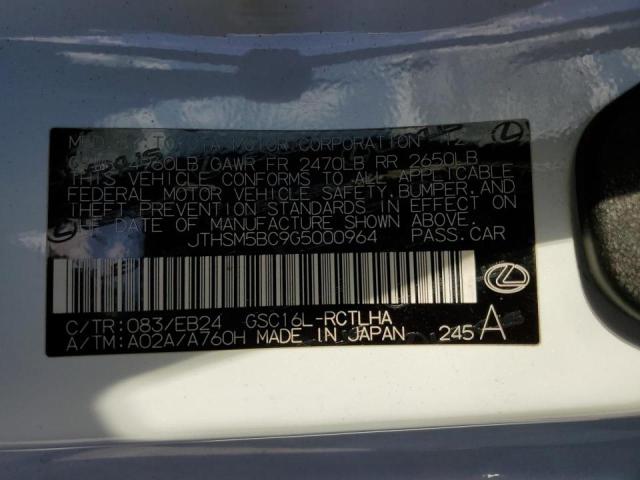 MOTOR CORPORATION 12
GAWR FR 2470LB RR 2650LB
THIS VEHICLE CONFORMS TO ALL APPLICABLE
FEDERAL MOTOR VEHICLE SAFETY, BUMPER, AND
THEFT PREVENTION STANDARDS IN EFFECT ON
THE DATE OF MANUFACTURE SHOWN ABOVE.
JTHSM5BC9G5000964 PASS.CAR
C/TR:083/EB24 GSC16L-RCTLHA
A/TM:A02A/A760H MADE IN JAPAN 245 A